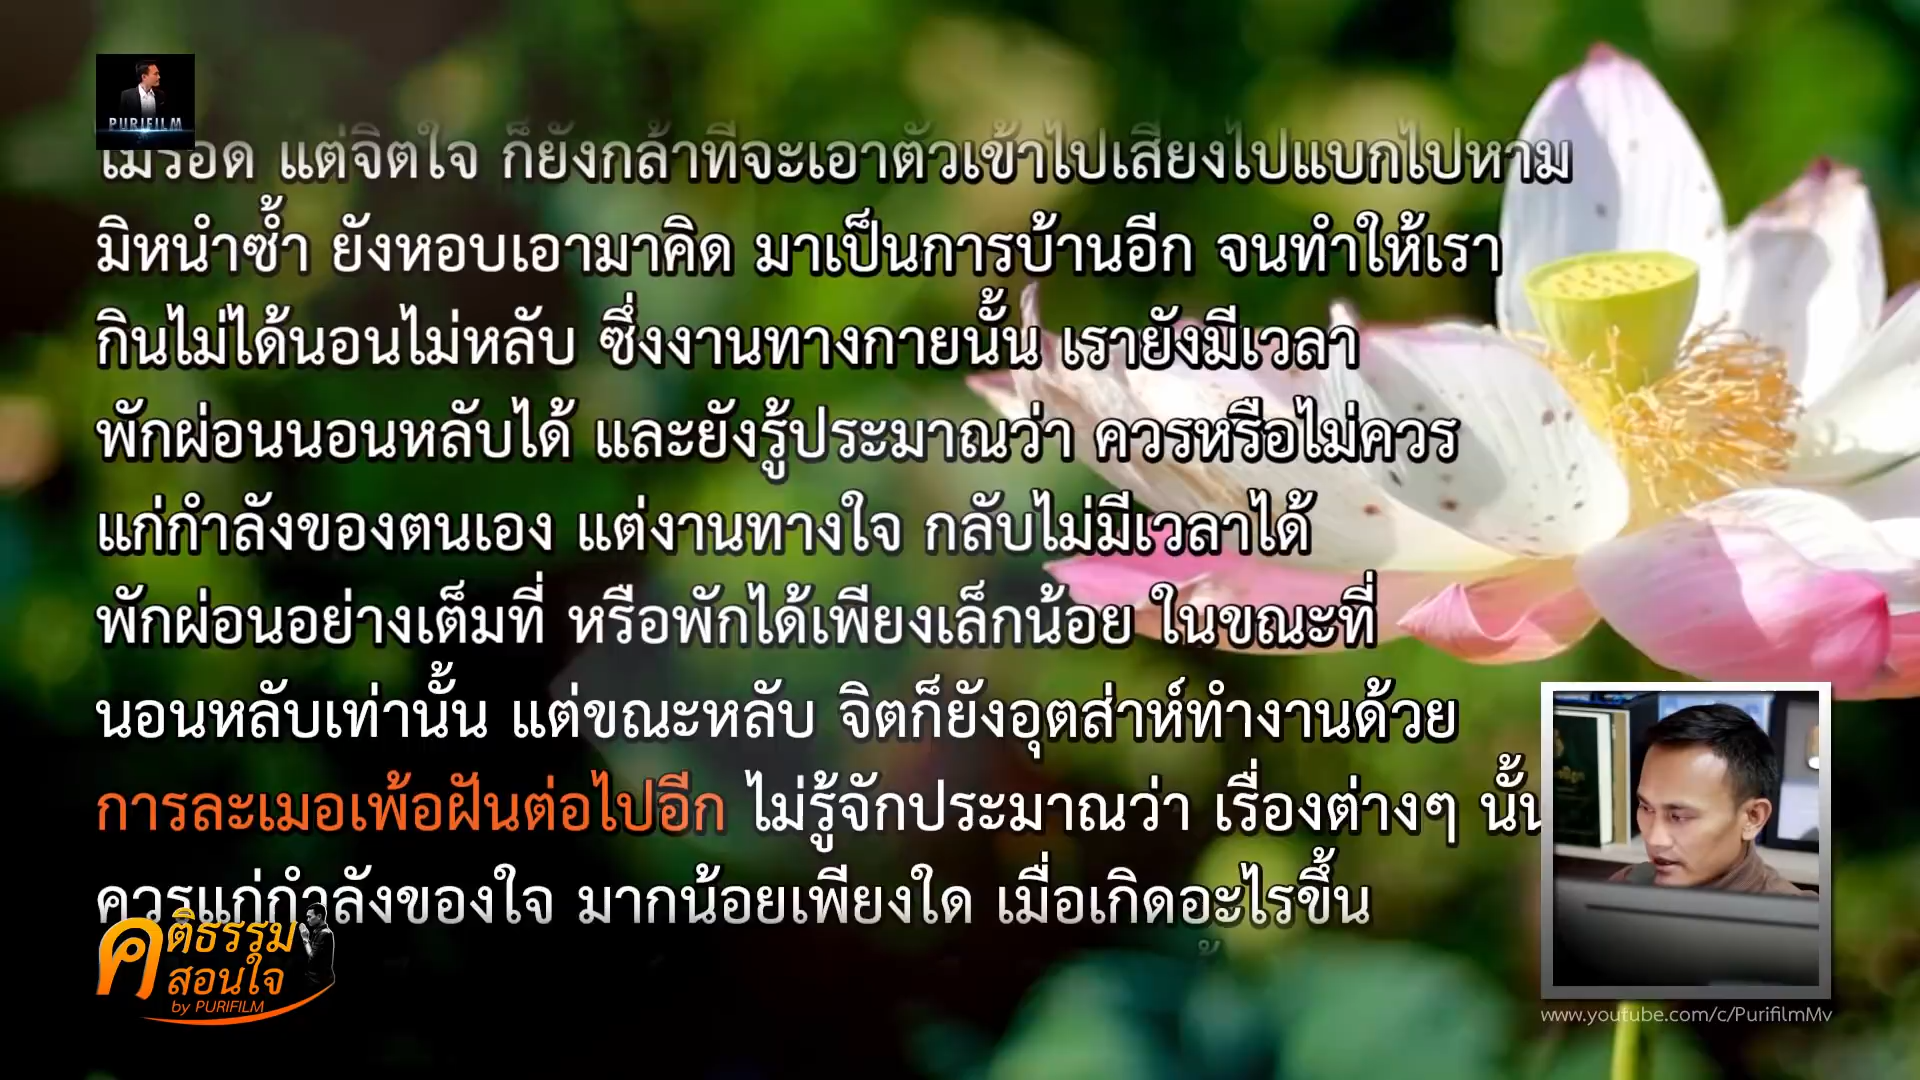 PURIFILM
ไม่รอด แต่จิตใจ ก็ยังกล้าที่จะเอาตัวเข้าไปเสี่ยงไปแบกไปหาม
มิหนำซ้ำ ยังหอบเอามาคิด มาเป็นการบ้านอีก จนทำให้เรา
กินไม่ได้นอนไม่หลับ ซึ่งงานทางกายนั้น เรายังมีเวลา
พักผ่อนนอนหลับได้ และยังรู้ประมาณว่า ควรหรือไม่ควร
แก่กำลังของตนเอง แต่งานทางใจ กลับไม่มีเวลาได้
พักผ่อนอย่างเต็มที่ หรือพักได้เพียงเล็กน้อย ในขณะที่
นอนหลับเท่านั้น แต่ขณะหลับ จิตก็ยังอุตส่าห์ทำงานด้วย
การละเมอเพ้อฝันต่อไปอีก ไม่รู้จักประมาณว่า เรื่องต่างๆ นั้น
ควรแก่กำลังของใจ มากน้อยเพียงใด เมื่อเกิดอะไรขึ้น
คติธรรม
สอนใจ
by PURIFILM
www.youtube.com/c/PurifilmMv